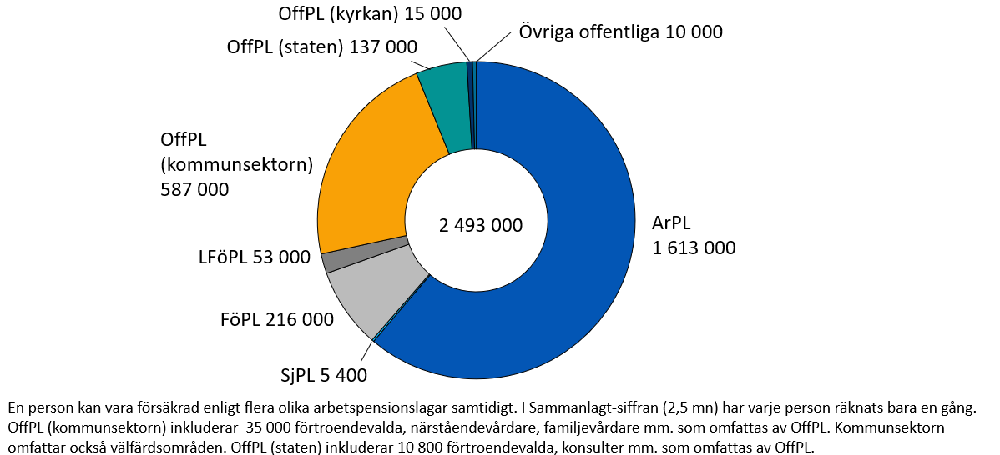 OffPL (kyrkan) 15 000
Övriga offentliga 10 000
OffPL (staten) 137 000
OffPL
(kommunsektorn)
587 000
2 493 000
ArPL
1 613 000
LFöPL 53 000
FöPL 216 000
SjPL 5 400
En person kan vara försäkrad enligt flera olika arbetspensionslagar samtidigt. I Sammanlagt-siffran (2,5 mn) har varje person räknats bara en gång.
OffPL (kommunsektorn) inkluderar 35 000 förtroendevalda, närståendevårdare, familjevårdare mm. som omfattas av OffPL. Kommunsektorn
omfattar också välfärdsområden. OffPL (staten) inkluderar 10 800 förtroendevalda, konsulter mm. som omfattas av OffPL.